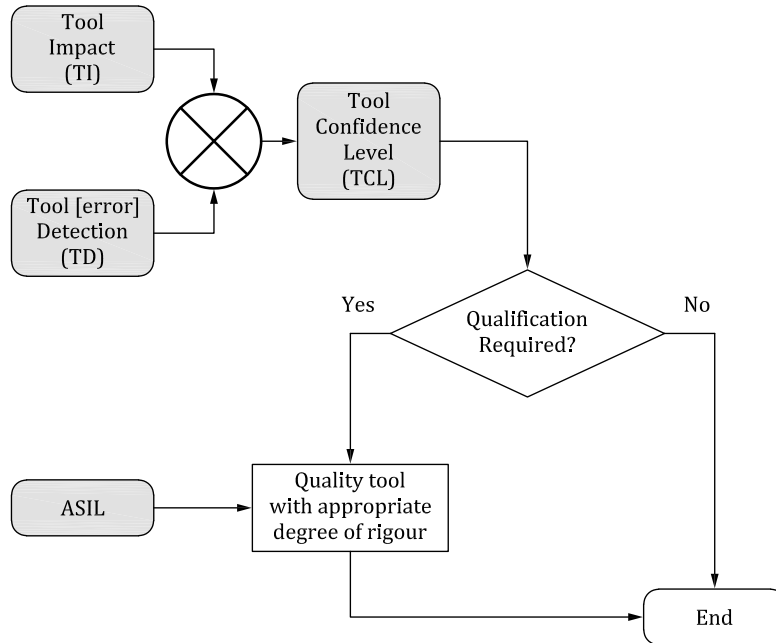 Tool
Impact
(TI)
Tool
Confidence
Level
(TCL)
Tool [error]
Detection
(TD)
Yes
No
Qualification
Required?
ASIL
Quality tool
with appropriate
degree of rigour
End